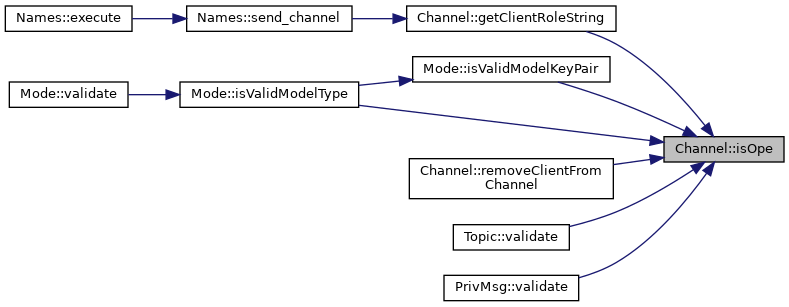 Names::execute
Names::send_channel
Channel::getClientRoleString
Mode::isValidModelKeyPair
Mode::validate
Mode::isValidModelType
Channel::isOpe
Channel::removeClientFrom
Channel
Topic::validate
PrivMsg::validate